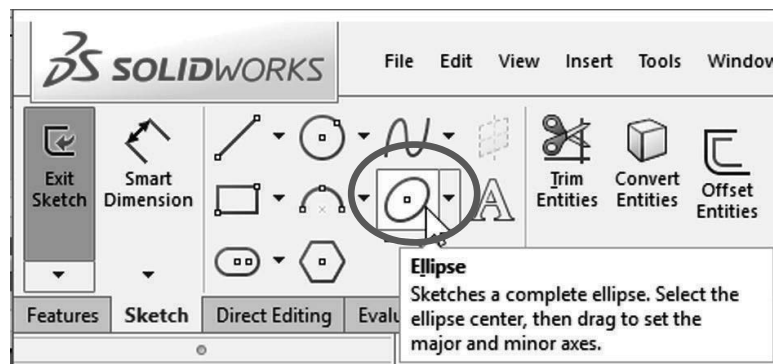 SOLIDWORKS
File Edit View Insert Tools Window
Exit Sketch
Smart Dimension
A
Trim Entities
Convert Entities
Offset Entities
Features Sketch Direct Editing
Ellipse
Sketches a complete ellipse. Select the
ellipse center, then drag to set the
major and minor axes.